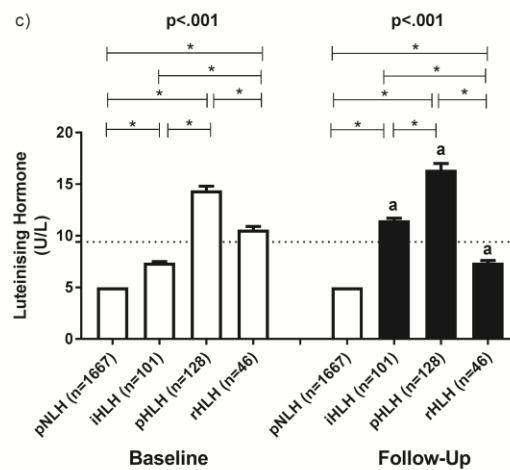 c)
p<.001 p<.001
* *
* *
* * * *
* * * *
Luteinising Hormone
(U/L)
20
15
10
5
0
a
a
a
pNLH (n=1667)
iHLH (n=101)
pHLH (n=128)
rHLH (n=46)
pNLH (n=1667)
iHLH (n=101)
pHLH (n=128)
rHLH (n=46)
Baseline Follow-Up